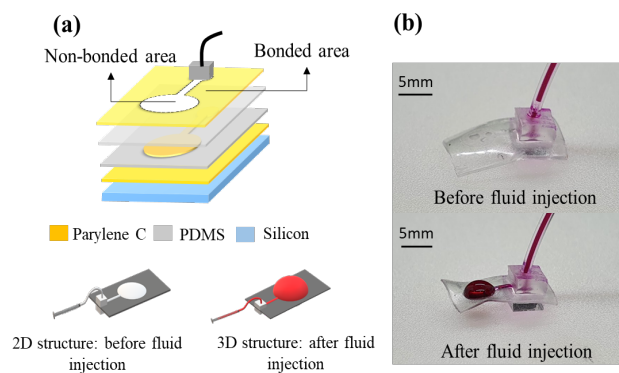 (a)
Non-bonded area
Bonded area
Parylene C
PDMS
Silicon
2D structure: before fluid
injection
3D structure: after fluid
injection
(b)
5mm
Before fluid injection
5mm
After fluid injection